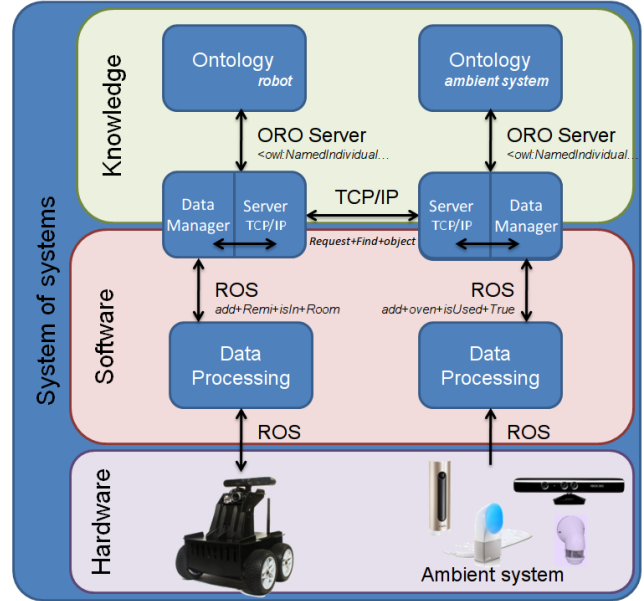 System of systems
Knowledge
Ontology
robot
Ontology
ambient system
ORO Server
<owl:NamedIndividual...
ORO Server
<owl:NamedIndividual...
Data
Manager
Server
TCP/IP
TCP/IP
Request+Find+object
Server
TCP/IP
Data
Manager
Software
ROS
add+Remi+isIn+Room
ROS
add+oven+isUsed+True
Data
Processing
Data
Processing
ROS
ROS
Hardware
Ambient system